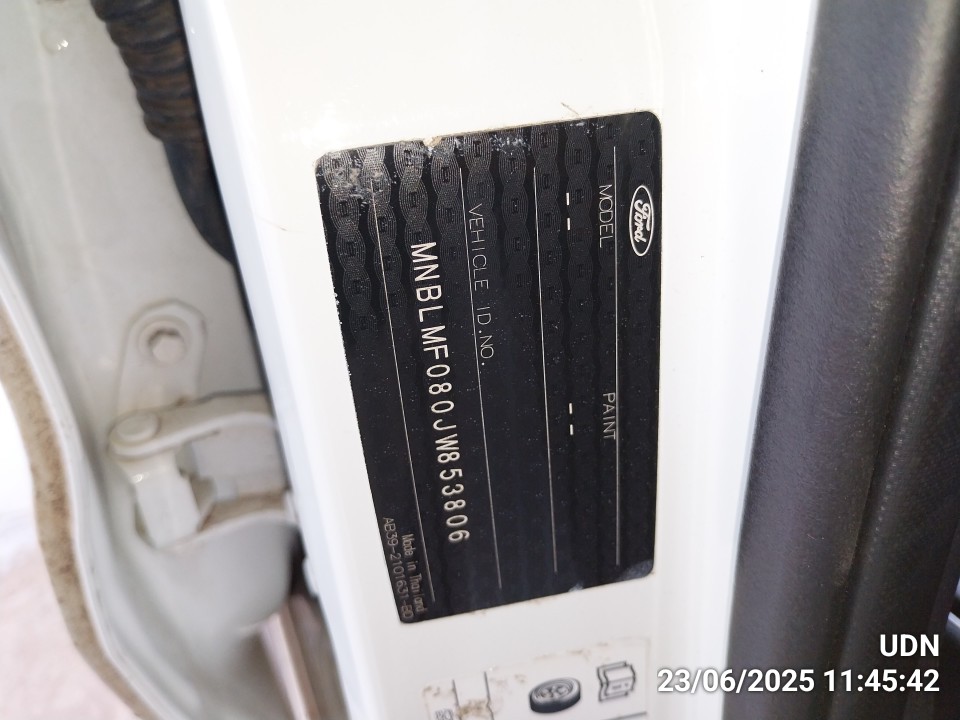 Ford
MODEL PAINT.
-- --
VEHICLE ID.NO.
MNBLMF080JW853806
Made in Thailand
AB39-2101631-BD
UDN
23/06/2025 11:45:42